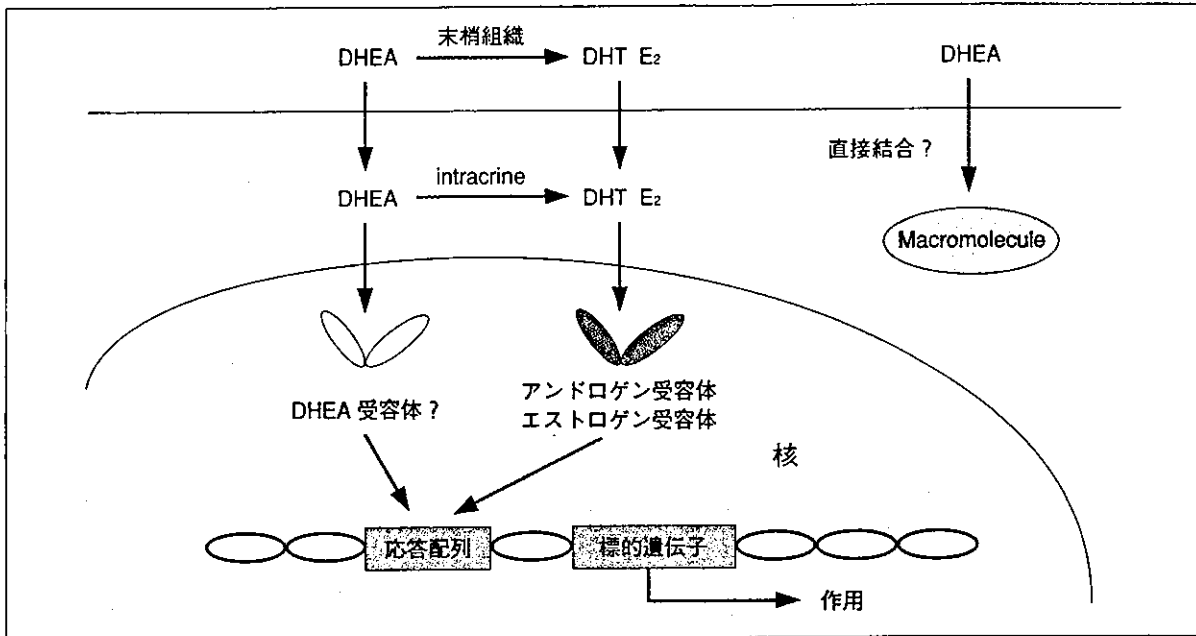 末梢組織
DHEA DHT E₂ DHEA
直接結合?
intracrine
DHEA DHT E₂
Macromolecule
アンドロゲン受容体
DHEA 受容体? エストロゲン受容体
核
応答配列 標的遺伝子
作用